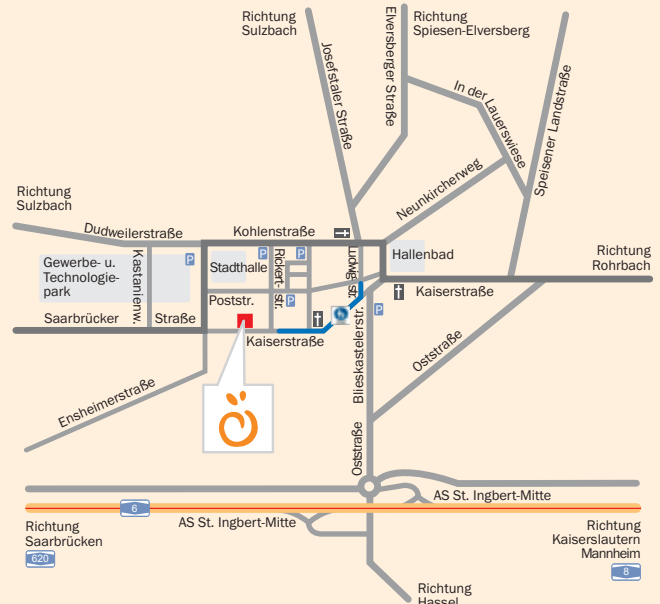 Richtung
Sulzbach
Richtung
Spiesen-Elversberg
Josefstaler Straße
Elversberger Straße
In der Lauerswiese
Speisener Landstraße
Neunkircherweg
Richtung
Sulzbach
Dudweilerstraße
Kohlenstraße
Gewerbe- u.
Technologie-
park
Kastanienw.
P
Stadthalle
P
Rickert-
str.
P
P
Ludwig-
str.
Hallenbad
Richtung
Rohrbach
Poststr.
Kaiserstraße
P
Saarbrücker
Straße
Kaiserstraße
Blieskastelerstr.
Oststraße
Ensheimerstraße
Oststraße
AS St. Ingbert-Mitte
6
AS St. Ingbert-Mitte
Richtung
Saarbrücken
620
Richtung
Kaiserslautern
Mannheim
8
Richtung
Hassel